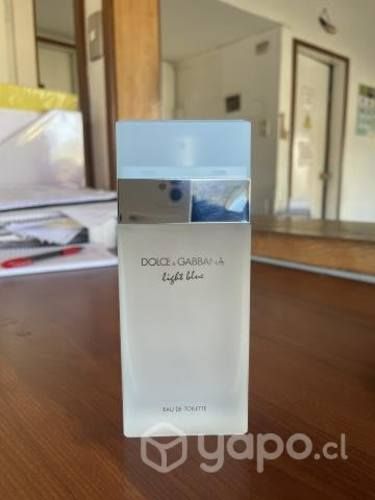 DOLCE & GABBANA
light blue
EAU DE TOILETTE
yapo.cl